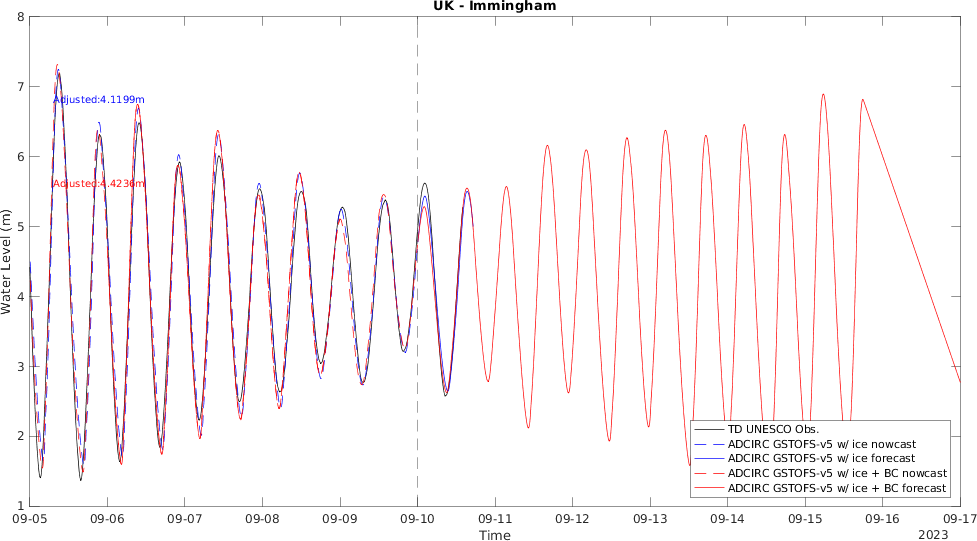 UK - Immingham
8
7
6
5
4
3
2
1
Water Level (m)
Adjusted:4.1199m
Adjusted:4.4236m
TD UNESCO Obs.
ADCIRC GSTOFS-v5 w/ ice nowcast
ADCIRC GSTOFS-v5 w/ ice forecast
ADCIRC GSTOFS-v5 w/ ice + BC nowcast
ADCIRC GSTOFS-v5 w/ ice + BC forecast
09-05 09-06 09-07 09-08 09-09 09-10 09-11 09-12 09-13 09-14 09-15 09-16 09-17
Time
2023